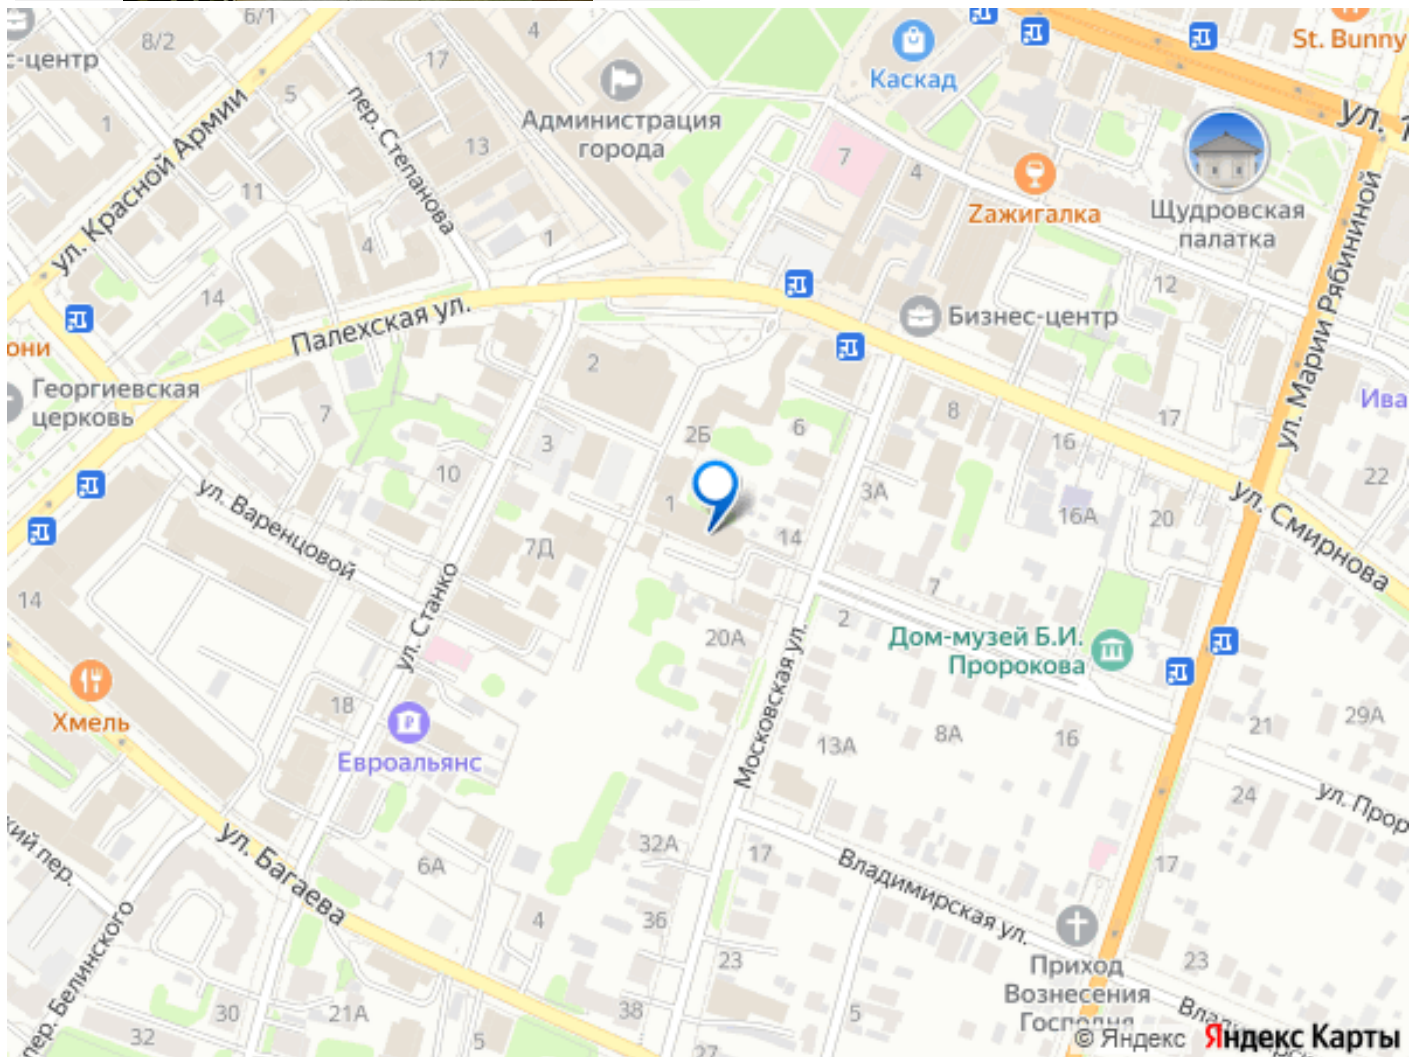 6/1
8/2
с-центр
17
4
Администрация
города
Каскад
St. Bunny
ул. 1
5
1
ул. Красной Армии
пер. Степанова
13
7
4
Zажигалка
Щудровская
палатка
11
4
1
14
12
ул. Марии Рябининой
Палехская ул.
Бизнес-центр
они
Георгиевская
церковь
2
7
3
2Б
6
8
16
17
Ива
22
10
1
3А
16А
20
ул. Смирнова
ул. Варенцовой
7Д
14
7
14
ул. Станко
20А
2
Дом-музей Б.И.
Пророкова
Хмель
18
Евроальянс
Московская ул.
13А
8А
16
21
29А
24
ул. Прор
кий пер.
ул. Багаева
6А
32А
17
Владимирская ул.
17
4
36
23
Приход
Вознесения
Господня
23
Влад
пер. Белинского
30
21А
32
5
38
27
5
© Яндекс Яндекс Карты